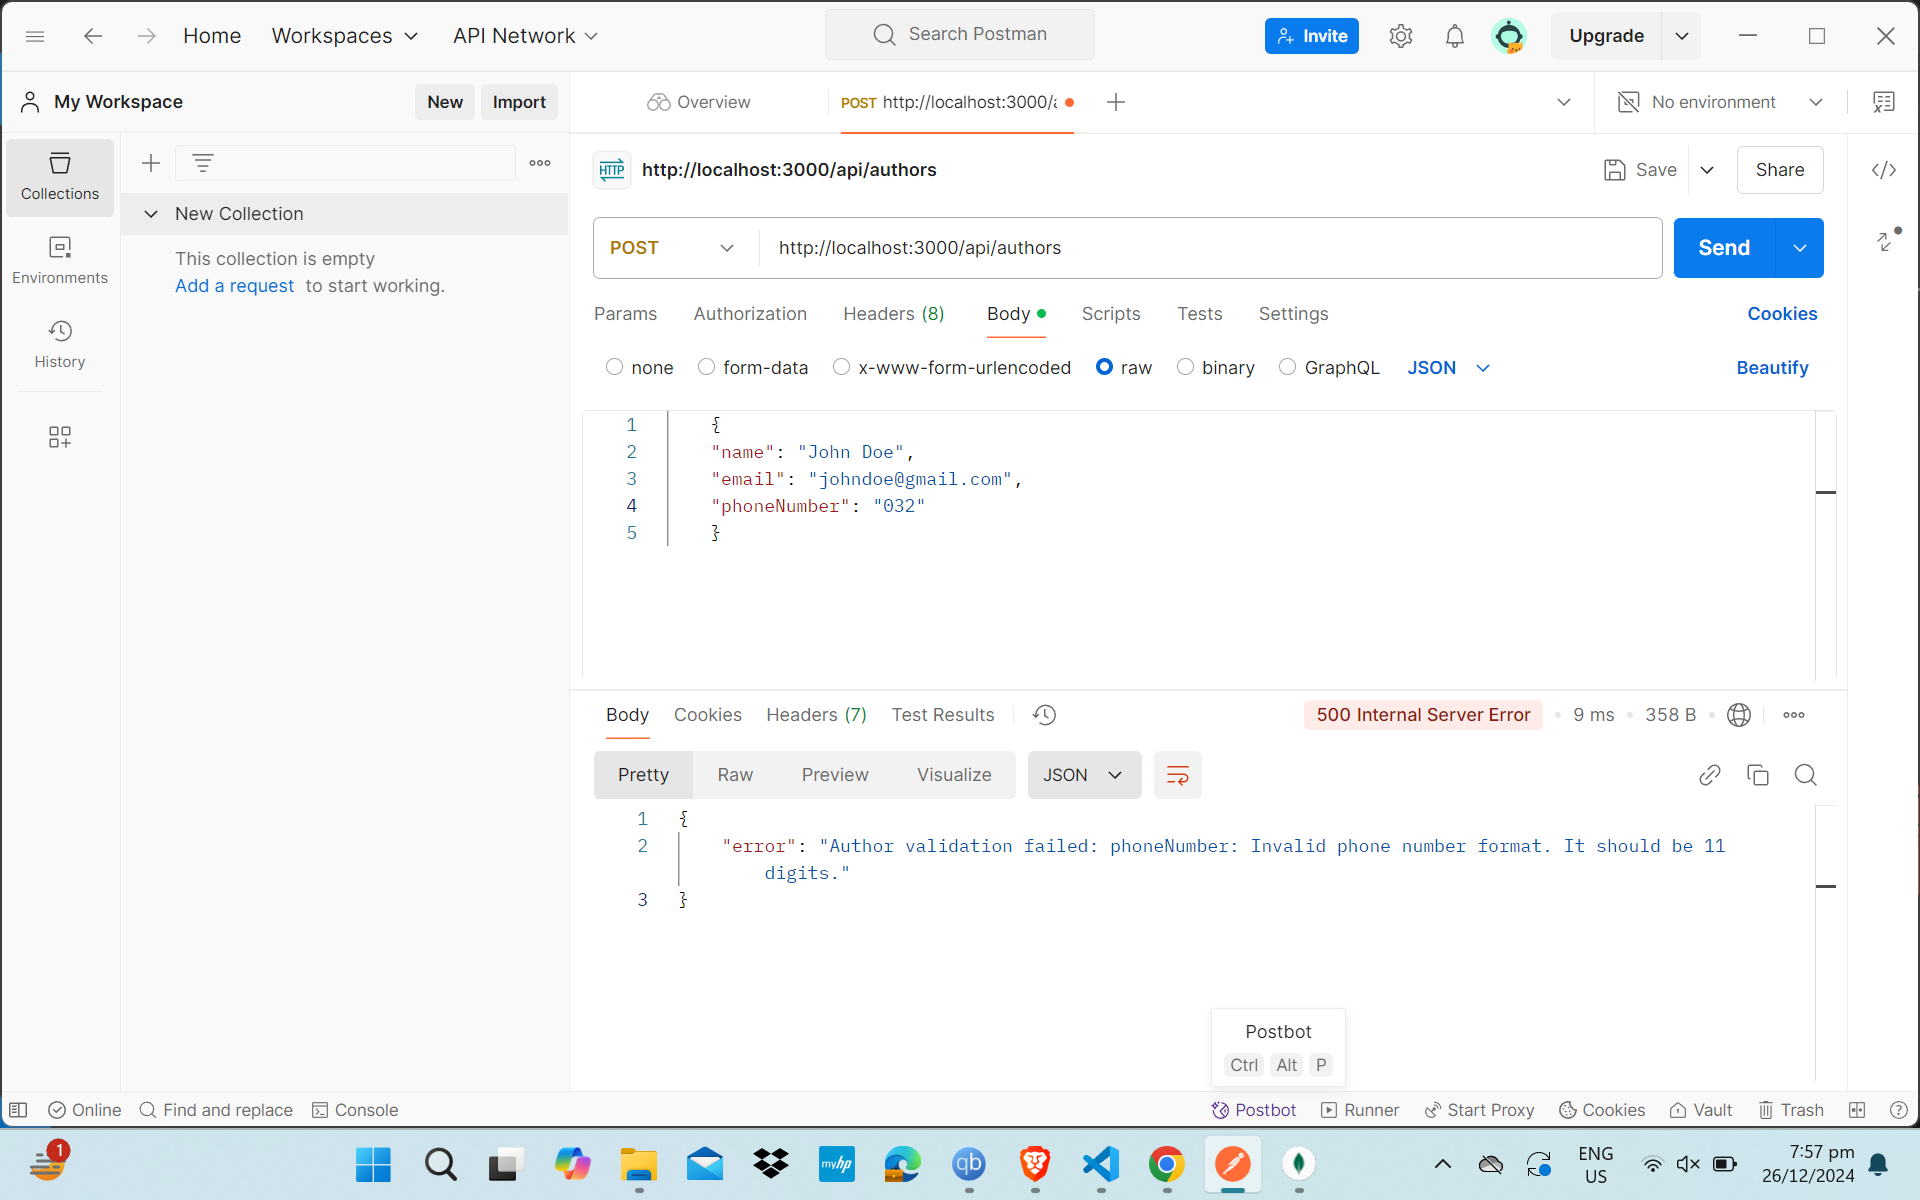 Home Workspaces API Network Search Postman Invite Upgrade
My Workspace New Import Overview POST http://localhost:3000/a No environment
Collections
Environments
History
New Collection
This collection is empty
Add a request to start working.
HTTP http://localhost:3000/api/authors Save Share
POST http://localhost:3000/api/authors Send
Params Authorization Headers (8) Body Scripts Tests Settings Cookies
none form-data x-www-form-urlencoded raw binary GraphQL JSON Beautify
1 {
2 "name": "John Doe",
3 "email": "johndoe@gmail.com",
4 "phoneNumber": "032"
5 }
Body Cookies Headers (7) Test Results 500 Internal Server Error 9 ms 358 B
Pretty Raw Preview Visualize JSON
1 {
2 "error": "Author validation failed: phoneNumber: Invalid phone number format. It should be 11
digits."
3 }
Postbot
Ctrl Alt P
Online Find and replace Console Postbot Runner Start Proxy Cookies Vault Trash
1 myhp qb ENG 7:57 pm
US 26/12/2024